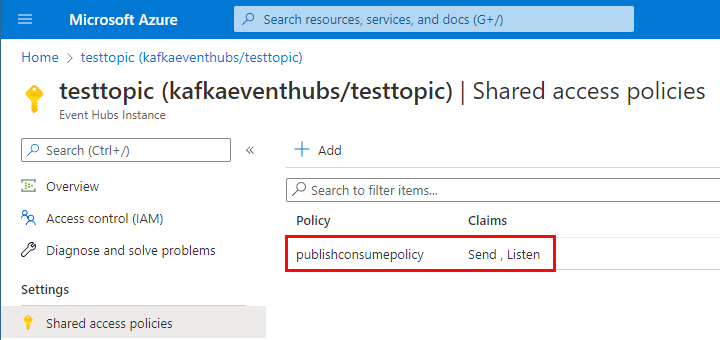 Microsoft Azure
Search resources, services, and docs (G+/)
Home > testtopic (kafkaeventhubs/testtopic)
testtopic (kafkaeventhubs/testtopic) | Shared access policies
Event Hubs Instance
Search (Ctrl+/) «
+ Add
Search to filter items...
Overview
Access control (IAM)
Diagnose and solve problems
Settings
Shared access policies
Policy Claims
publishconsumepolicy Send , Listen